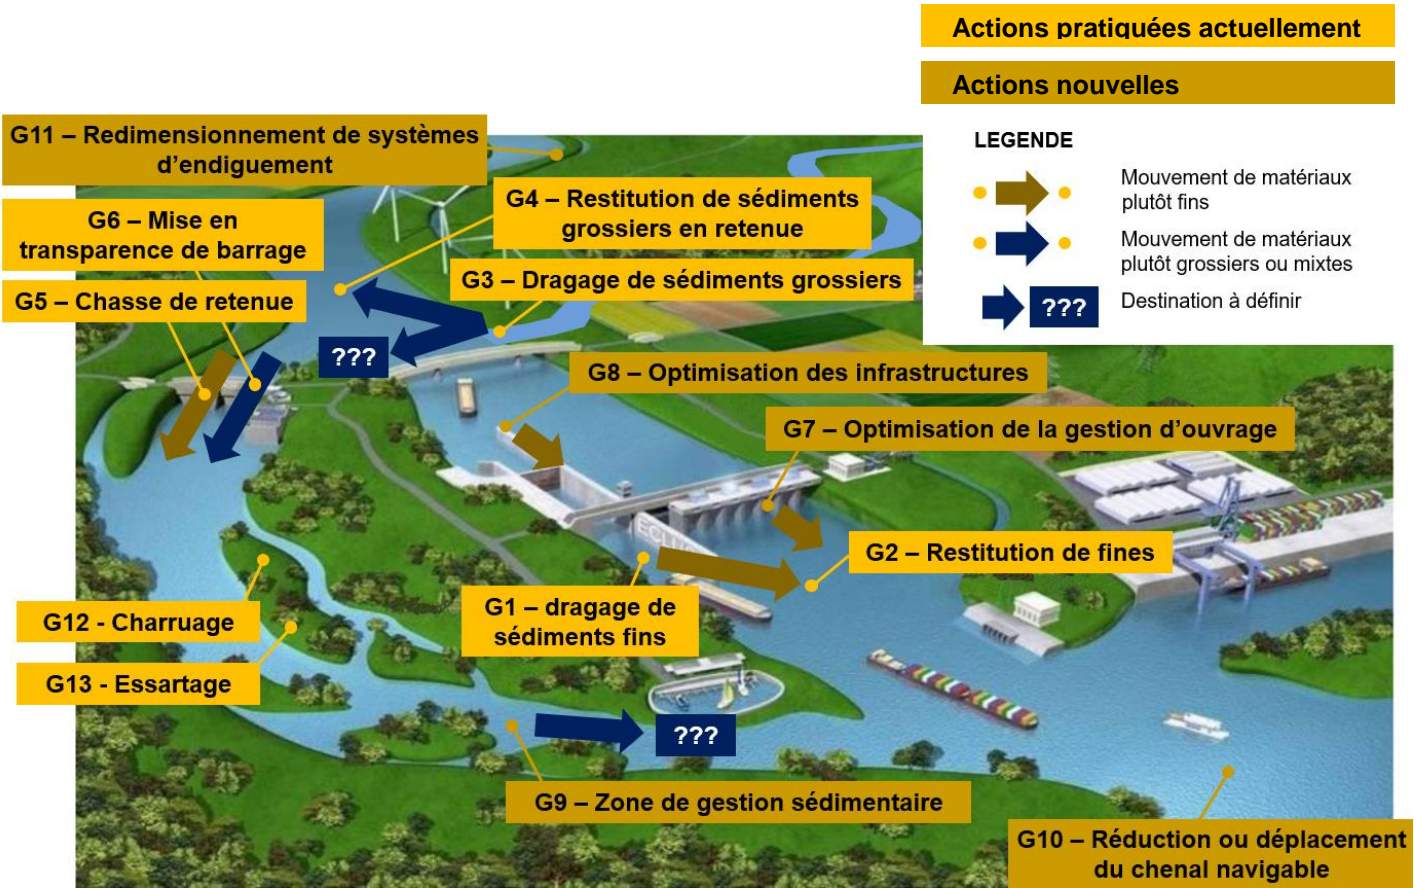 Actions pratiquées actuellement
Actions nouvelles
LEGENDE
Mouvement de matériaux
plutôt fins
Mouvement de matériaux
plutôt grossiers ou mixtes
???
Destination à définir
G11 – Redimensionnement de systèmes
d'endiguement
G6 – Mise en
transparence de barrage
G5 – Chasse de retenue
G4 – Restitution de sédiments
grossiers en retenue
G3 – Dragage de sédiments grossiers
???
G8 – Optimisation des infrastructures
G7 – Optimisation de la gestion d'ouvrage
G2 – Restitution de fines
G1 – dragage de
sédiments fins
G12 - Charruage
G13 - Essartage
???
G9 – Zone de gestion sédimentaire
G10 – Réduction ou déplacement
du chenal navigable